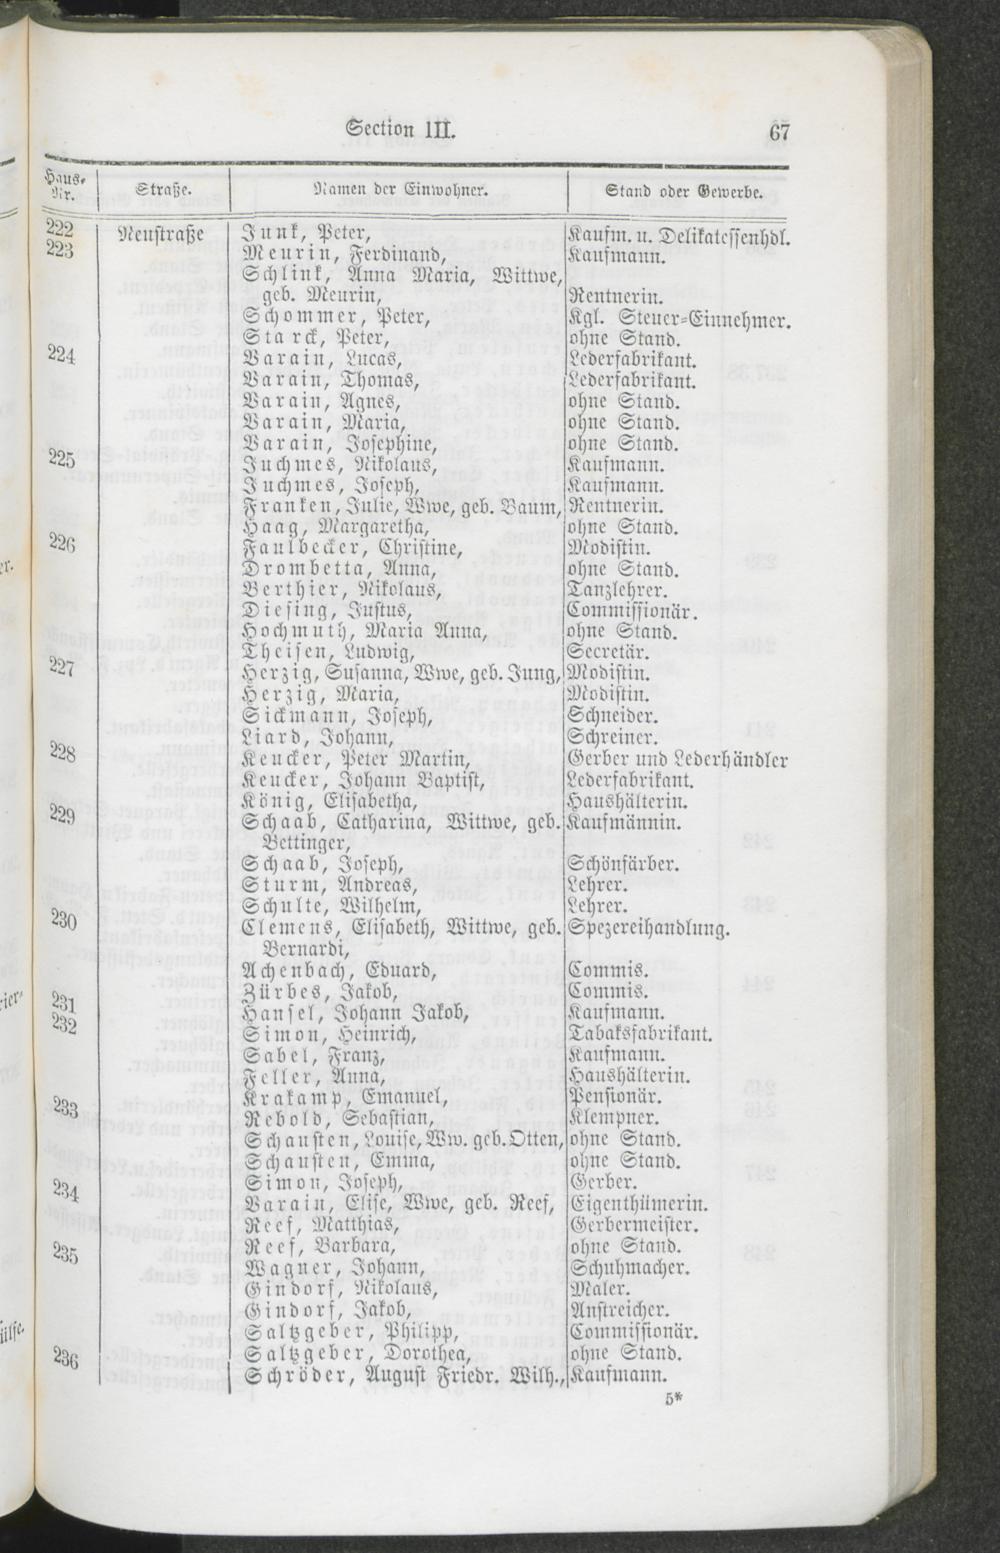 Section III.
67
Haus-Nr. Straße. Namen der Einwohner. Stand oder Gewerbe.
222 Neustraße Junk, Peter, Kaufm. u. Delikatessenhdl.
223 Meurin, Ferdinand, Kaufmann.
Schlink, Anna Maria, Wittwe,
geb. Meurin, Rentnerin.
Schommer, Peter, Kgl. Steuer-Einnehmer.
Starck, Peter, ohne Stand.
224 Varain, Lucas, Lederfabrikant.
Varain, Thomas, Lederfabrikant.
Varain, Agnes, ohne Stand.
Varain, Maria, ohne Stand.
Varain, Josephine, ohne Stand.
225 Juchmes, Nikolaus, Kaufmann.
Juchmes, Joseph, Kaufmann.
Franken, Julie, Wwe, geb. Baum, Rentnerin.
Haag, Margaretha, ohne Stand.
226 Faulbecker, Christine, Modistin.
Drombetta, Anna, ohne Stand.
Berthier, Nikolaus, Tanzlehrer.
Diesing, Justus, Commissionär.
Hochmuth, Maria Anna, ohne Stand.
Theisen, Ludwig, Secretär.
227 Herzig, Susanna, Wwe, geb. Jung, Modistin.
Herzig, Maria, Modistin.
Sickmann, Joseph, Schneider.
Liard, Johann, Schreiner.
228 Keucker, Peter Martin, Gerber und Lederhändler
Keucker, Johann Baptist, Lederfabrikant.
König, Elisabetha, Haushälterin.
229 Schaab, Catharina, Wittwe, geb. Kaufmännin.
Bettinger,
Schaab, Joseph, Schönfärber.
Sturm, Andreas, Lehrer.
Schulte, Wilhelm, Lehrer.
230 Clemens, Elisabeth, Wittwe, geb. Spezereihandlung.
Bernardi,
Achenbach, Eduard, Commis.
Zürbes, Jakob, Commis.
231 Hansel, Johann Jakob, Kaufmann.
232 Simon, Heinrich, Tabaksfabrikant.
Sabel, Franz, Kaufmann.
Feller, Anna, Haushälterin.
Krakamp, Emanuel, Pensionär.
233 Rebold, Sebastian, Klempner.
Schausten, Louise, Ww. geb. Otten, ohne Stand.
Schausten, Emma, ohne Stand.
Simon, Joseph, Gerber.
234 Varain, Elise, Wwe, geb. Reef, Eigenthümerin.
Reef, Matthias, Gerbermeister.
Reef, Barbara, ohne Stand.
235 Wagner, Johann, Schuhmacher.
Gindorf, Nikolaus, Maler.
Gindorf, Jakob, Anstreicher.
Saltzgeber, Philipp, Commissionär.
Saltzgeber, Dorothea, ohne Stand.
236 Schröder, August Friedr. Wilh., Kaufmann.
5*